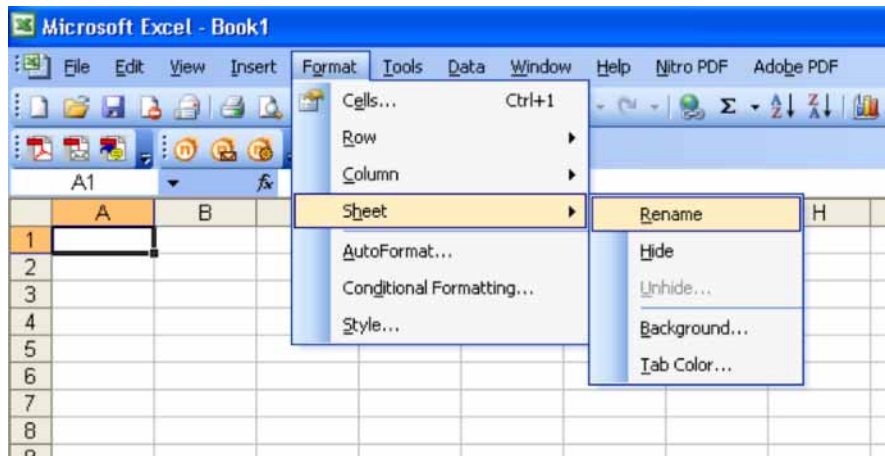 Microsoft Excel - Book1
File Edit View Insert Format Tools Data Window Help Nitro PDF Adobe PDF
Cells... Ctrl+1
Row
Column
Sheet
AutoFormat...
Conditional Formatting...
Style...
Rename
Hide
Unhide...
Background...
Tab Color...
A1 fx
A B H
1
2
3
4
5
6
7
8